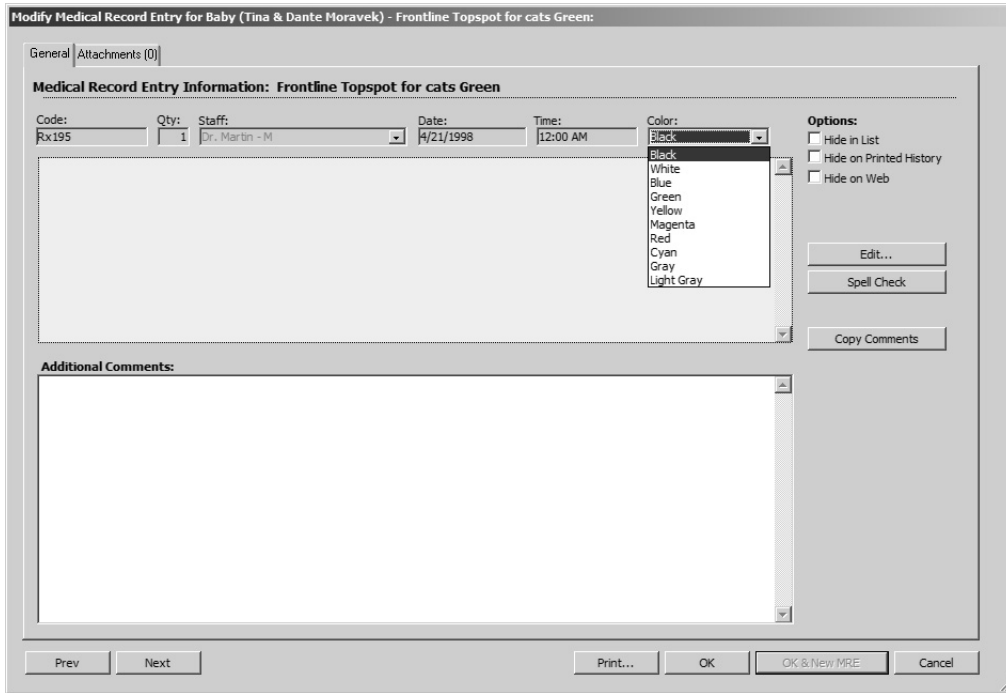 Modify Medical Record Entry for Baby (Tina & Dante Moravek) - Frontline Topspot for cats Green:
General Attachments (0)
Medical Record Entry Information: Frontline Topspot for cats Green
Code: Qty: Staff: Date: Time: Color: Options:
Rx195 1 Dr. Martin - M 4/21/1998 12:00 AM Black Hide in List
Black
White
Blue
Green
Yellow
Magenta
Red
Cyan
Gray
Light Gray
Hide on Printed History
Hide on Web
Edit...
Spell Check
Copy Comments
Additional Comments:
Prev Next Print... OK OK & New MRE Cancel